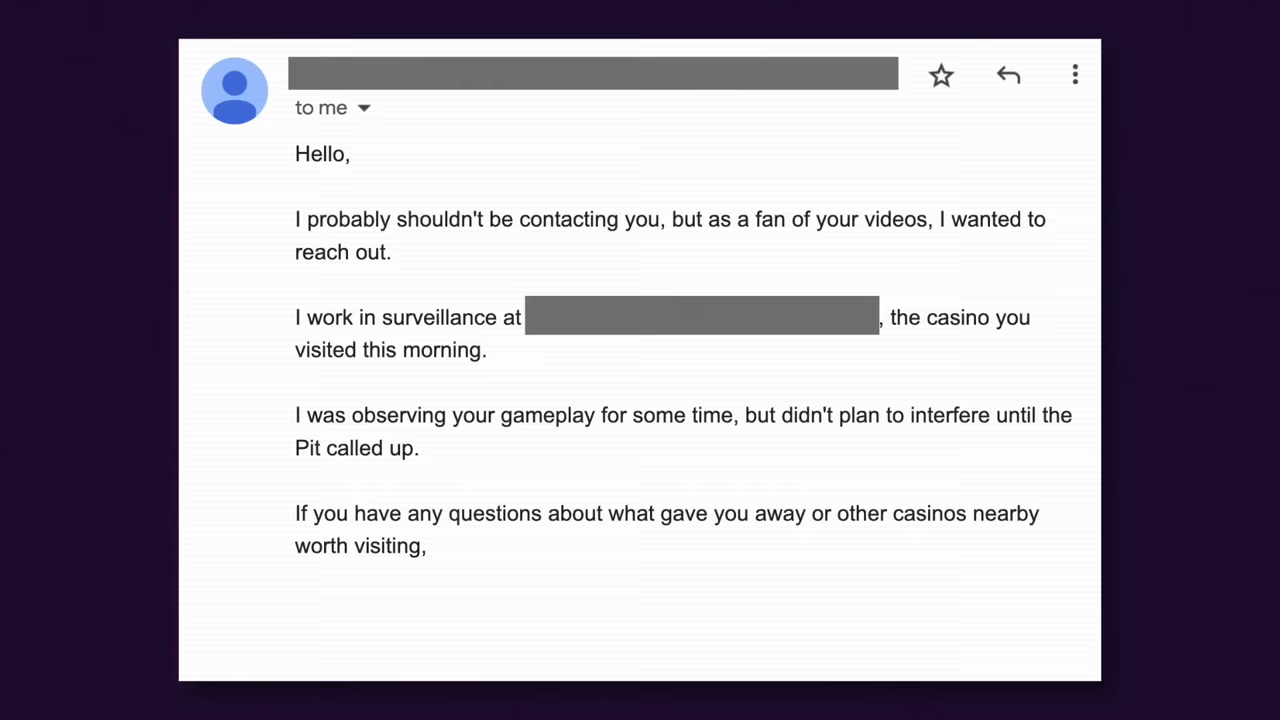 to me
Hello,
I probably shouldn't be contacting you, but as a fan of your videos, I wanted to
reach out.
I work in surveillance at , the casino you
visited this morning.
I was observing your gameplay for some time, but didn't plan to interfere until the
Pit called up.
If you have any questions about what gave you away or other casinos nearby
worth visiting,